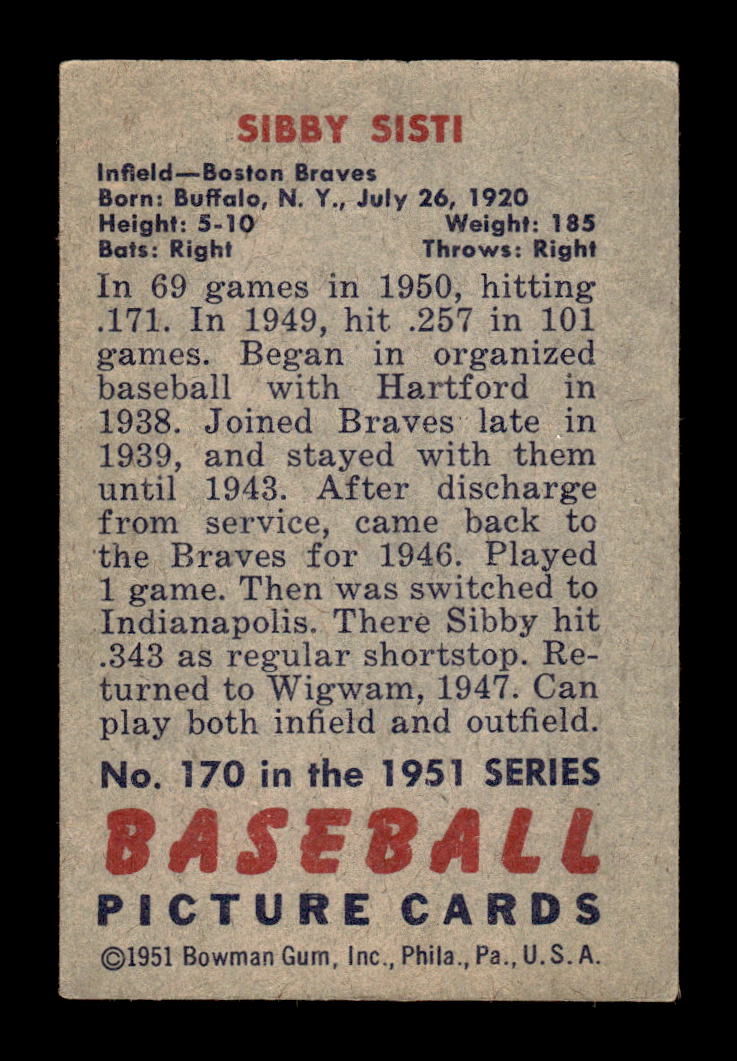 SIBBY SISTI
Infield—Boston Braves
Born: Buffalo, N. Y., July 26, 1920
Height: 5-10 Weight: 185
Bats: Right Throws: Right
In 69 games in 1950, hitting
.171. In 1949, hit .257 in 101
games. Began in organized
baseball with Hartford in
1938. Joined Braves late in
1939, and stayed with them
until 1943. After discharge
from service, came back to
the Braves for 1946. Played
1 game. Then was switched to
Indianapolis. There Sibby hit
.343 as regular shortstop. Re-
turned to Wigwam, 1947. Can
play both infield and outfield.
No. 170 in the 1951 SERIES
BASEBALL
PICTURE CARDS
©1951 Bowman Gum, Inc., Phila., Pa., U.S.A.